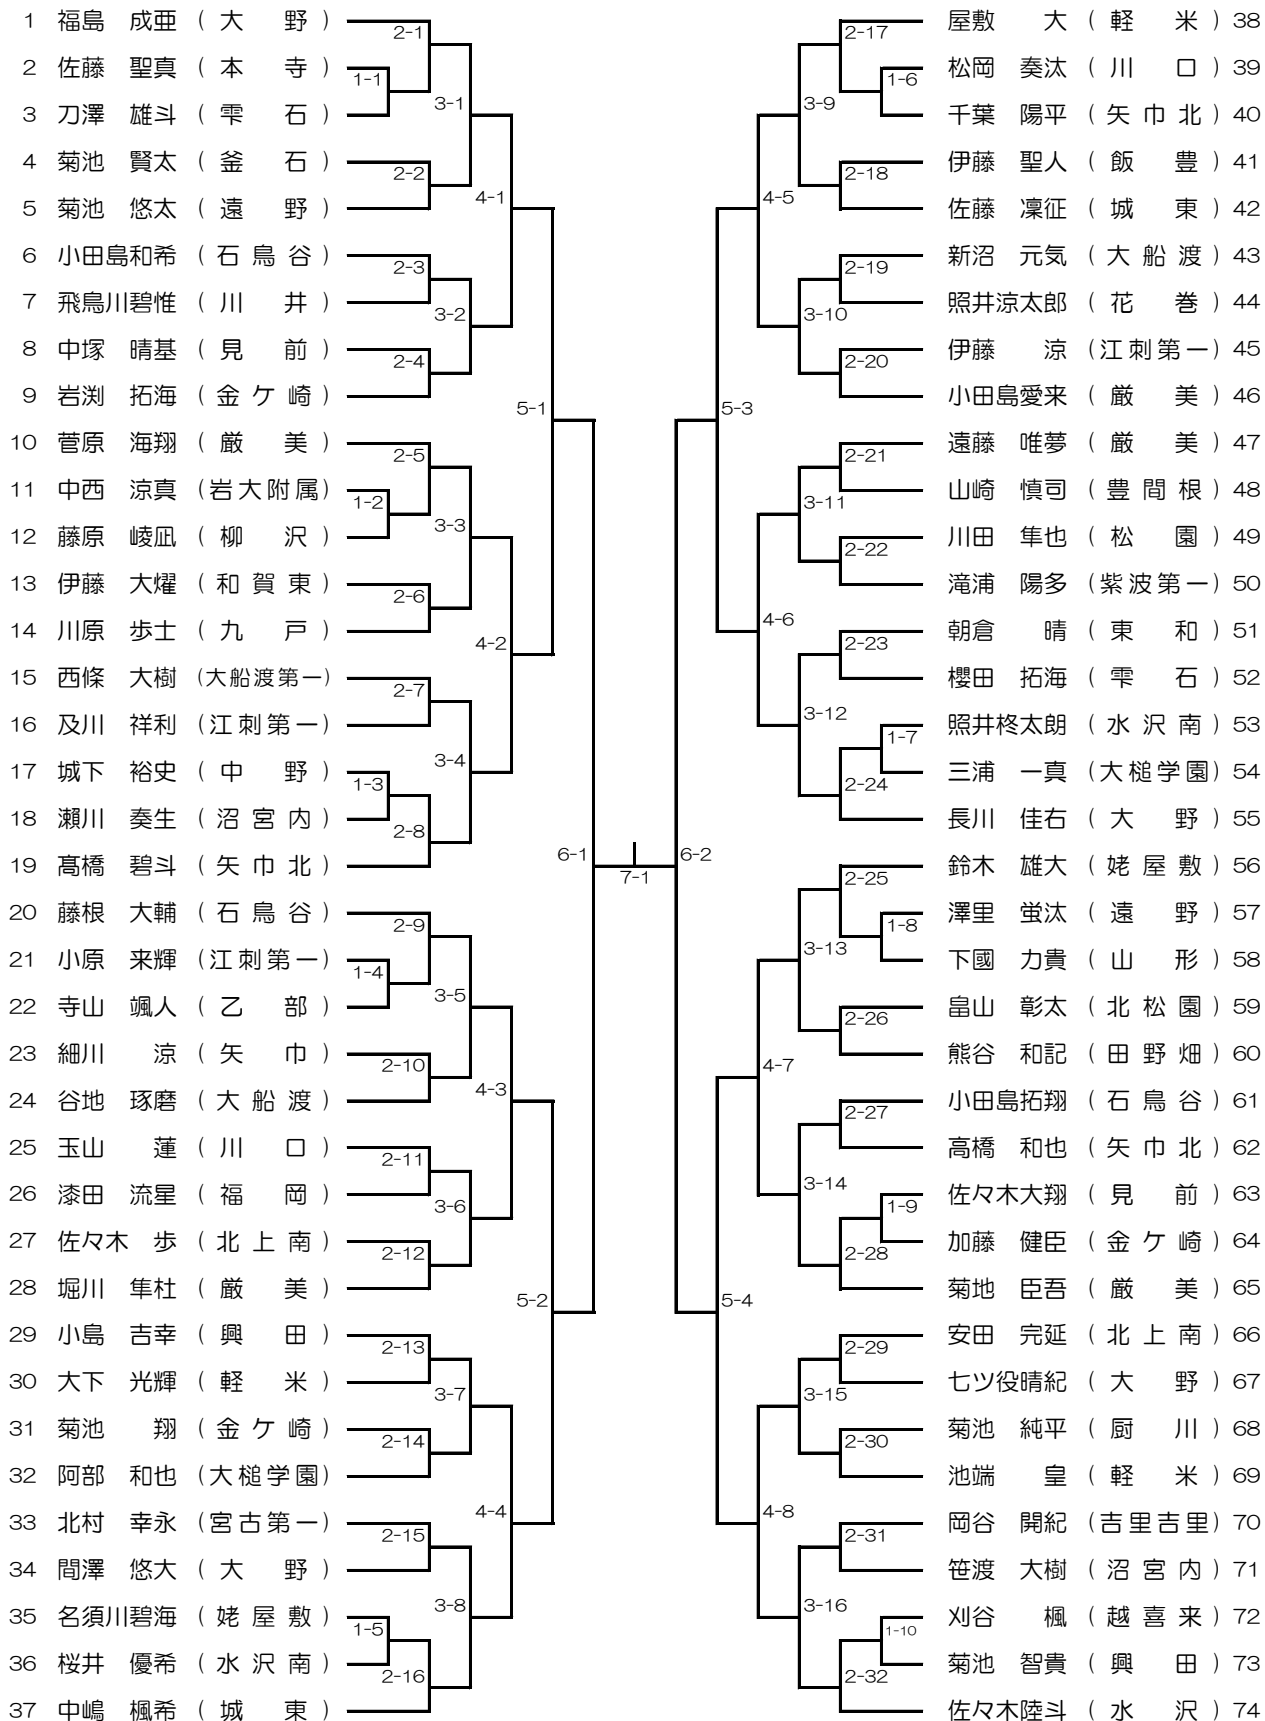 1 福島 成亜 ( 大 野 )
2-1
2 佐藤 聖真 ( 本 寺 )
1-1
3 刀澤 雄斗 ( 雫 石 )
3-1
4 菊池 賢太 ( 釜 石 )
2-2
5 菊池 悠太 ( 遠 野 )
4-1
6 小田島和希 ( 石 鳥 谷 )
2-3
7 飛鳥川碧惟 ( 川 井 )
3-2
8 中塚 晴基 ( 見 前 )
2-4
9 岩渕 拓海 ( 金 ケ 崎 )
5-1
10 菅原 海翔 ( 厳 美 )
2-5
11 中西 涼真 (岩大附属)
1-2
12 藤原 崚凪 ( 柳 沢 )
3-3
13 伊藤 大燿 ( 和 賀 東 )
2-6
14 川原 歩士 ( 九 戸 )
4-2
15 西條 大樹 (大船渡第一)
2-7
16 及川 祥利 (江刺第一)
3-4
17 城下 裕史 ( 中 野 )
1-3
18 瀬川 奏生 ( 沼 宮 内 )
2-8
19 髙橋 碧斗 ( 矢 巾 北 )
6-1
20 藤根 大輔 ( 石 鳥 谷 )
2-9
21 小原 来輝 (江刺第一)
1-4
22 寺山 颯人 ( 乙 部 )
3-5
23 細川 涼 ( 矢 巾 )
2-10
24 谷地 琢磨 ( 大 船 渡 )
4-3
25 玉山 蓮 ( 川 口 )
2-11
26 漆田 流星 ( 福 岡 )
3-6
27 佐々木 歩 ( 北 上 南 )
2-12
28 堀川 隼杜 ( 厳 美 )
5-2
29 小島 吉幸 ( 興 田 )
2-13
30 大下 光輝 ( 軽 米 )
3-7
31 菊池 翔 ( 金 ケ 崎 )
2-14
32 阿部 和也 (大槌学園)
4-4
33 北村 幸永 (宮古第一)
2-15
34 間澤 悠大 ( 大 野 )
3-8
35 名須川碧海 ( 姥 屋 敷 )
1-5
36 桜井 優希 ( 水 沢 南 )
2-16
37 中嶋 楓希 ( 城 東 )
7-1
屋敷 大 ( 軽 米 ) 38
2-17
松岡 奏汰 ( 川 口 ) 39
1-6
千葉 陽平 ( 矢 巾 北 ) 40
3-9
伊藤 聖人 ( 飯 豊 ) 41
2-18
佐藤 凜征 ( 城 東 ) 42
4-5
新沼 元気 ( 大 船 渡 ) 43
2-19
照井涼太郎 ( 花 巻 ) 44
3-10
伊藤 涼 (江刺第一) 45
2-20
小田島愛来 ( 厳 美 ) 46
5-3
遠藤 唯夢 ( 厳 美 ) 47
2-21
山崎 慎司 ( 豊 間 根 ) 48
3-11
川田 隼也 ( 松 園 ) 49
2-22
滝浦 陽多 (紫波第一) 50
4-6
朝倉 晴 ( 東 和 ) 51
2-23
櫻田 拓海 ( 雫 石 ) 52
3-12
照井柊太朗 ( 水 沢 南 ) 53
1-7
三浦 一真 (大槌学園) 54
2-24
長川 佳右 ( 大 野 ) 55
6-2
鈴木 雄大 ( 姥 屋 敷 ) 56
2-25
澤里 蛍汰 ( 遠 野 ) 57
1-8
下國 力貴 ( 山 形 ) 58
3-13
畠山 彰太 ( 北 松 園 ) 59
2-26
熊谷 和記 ( 田 野 畑 ) 60
4-7
小田島拓翔 ( 石 鳥 谷 ) 61
2-27
高橋 和也 ( 矢 巾 北 ) 62
3-14
佐々木大翔 ( 見 前 ) 63
1-9
加藤 健臣 ( 金 ケ 崎 ) 64
2-28
菊地 臣吾 ( 厳 美 ) 65
5-4
安田 完延 ( 北 上 南 ) 66
2-29
七ツ役晴紀 ( 大 野 ) 67
3-15
菊池 純平 ( 厨 川 ) 68
2-30
池端 皇 ( 軽 米 ) 69
4-8
岡谷 開紀 (吉里吉里) 70
2-31
笹渡 大樹 ( 沼 宮 内 ) 71
3-16
刈谷 楓 ( 越 喜 来 ) 72
1-10
菊池 智貴 ( 興 田 ) 73
2-32
佐々木陸斗 ( 水 沢 ) 74